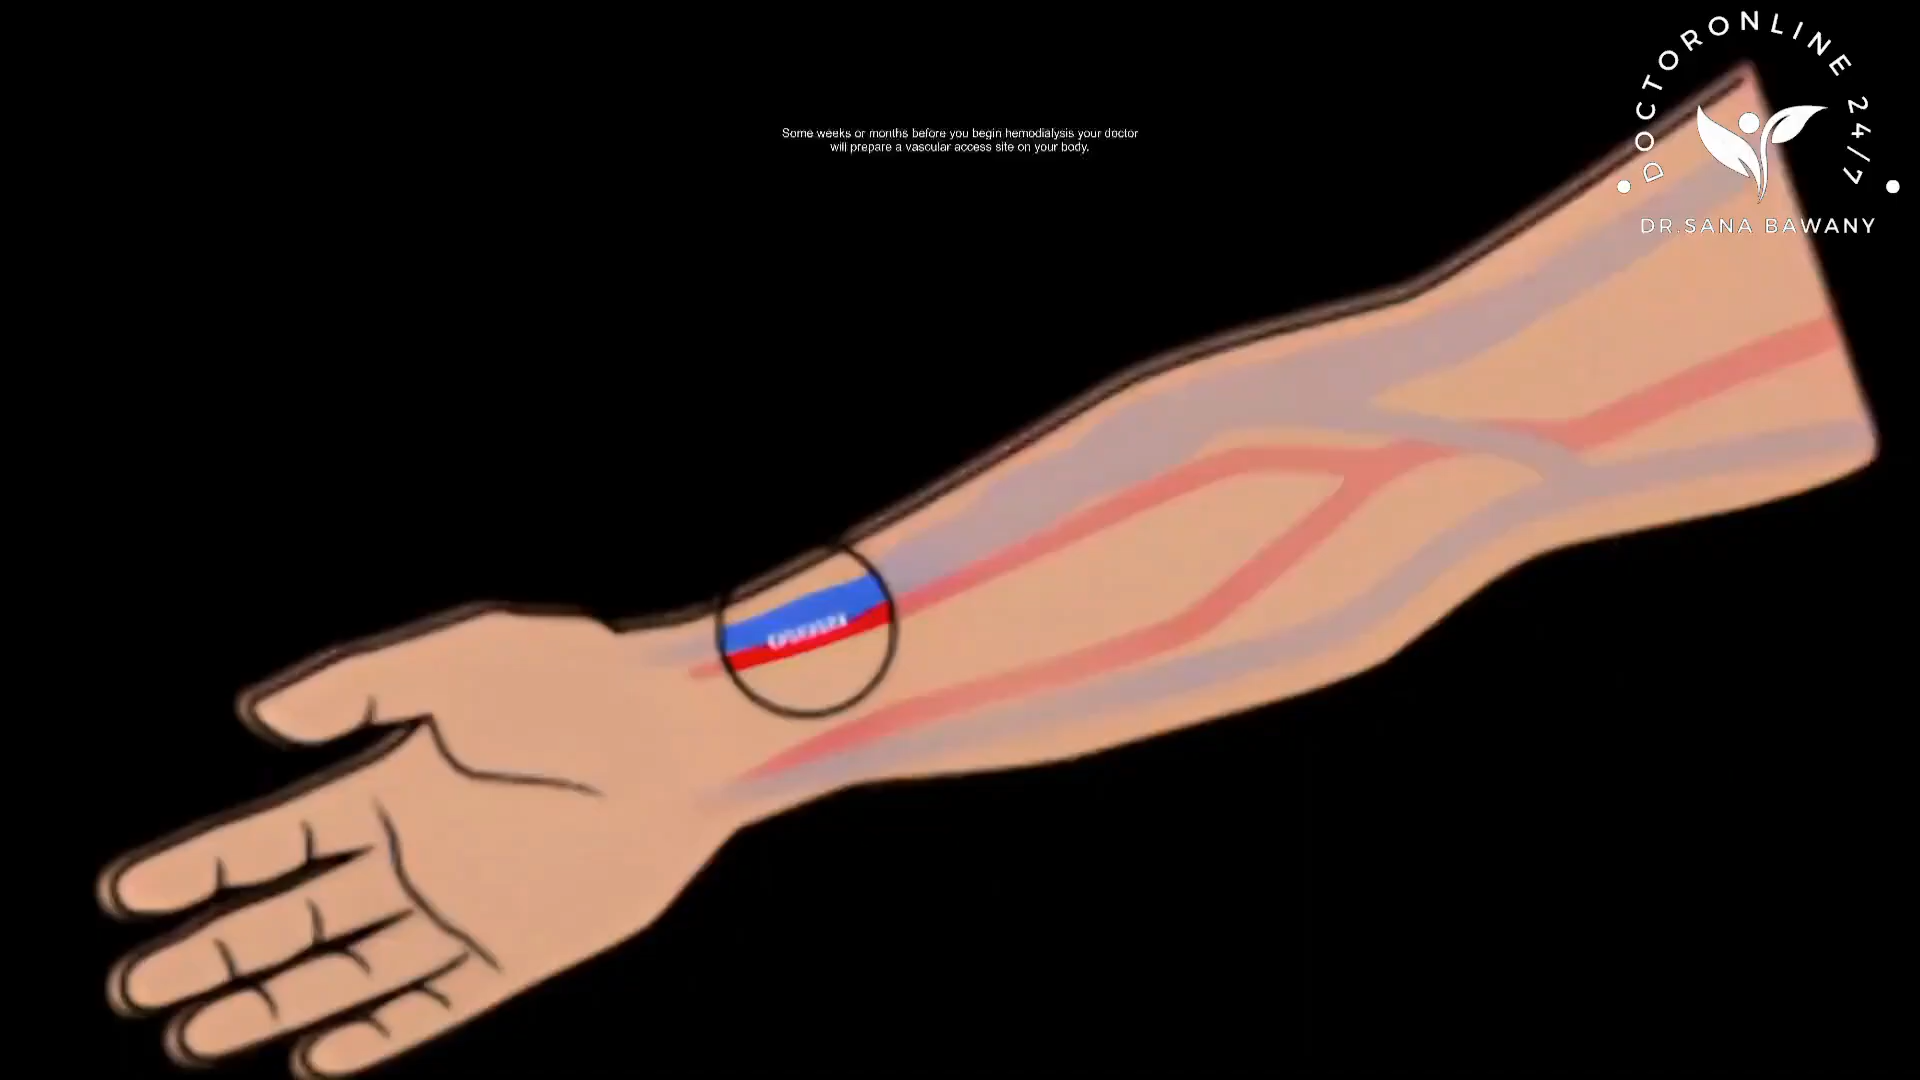 DOCTORONLINE 24/7
Some weeks or months before you begin hemodialysis your doctor
will prepare a vascular access site on your body.
DR.SANA BAWANY